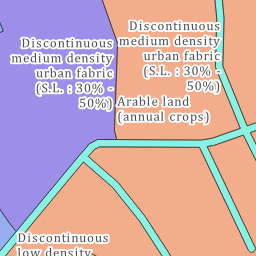 Discontinuous
medium density
urban fabric
(S.L. : 30% -
50%)
Discontinuous
medium density
urban fabric
(S.L. : 30% -
50%)
Arable land
(annual crops)
Discontinuous
low density